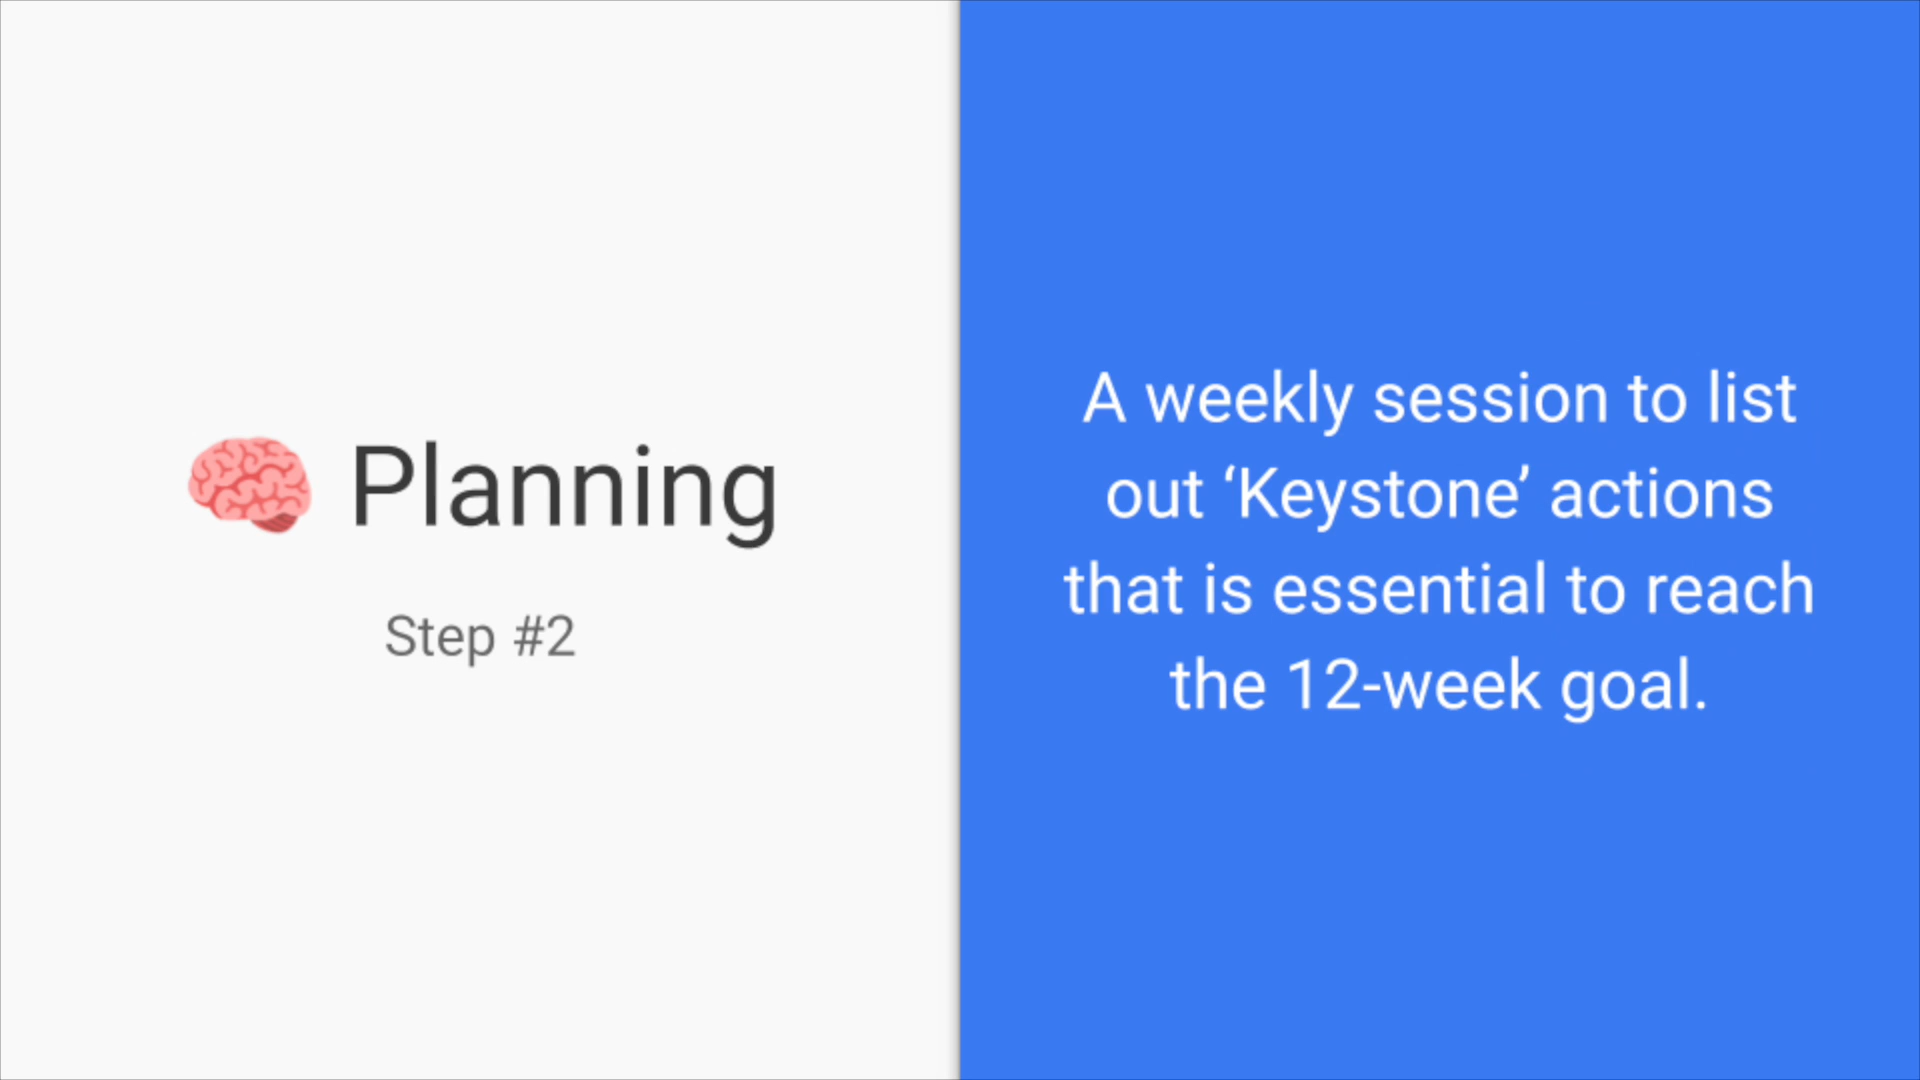 🧠 Planning
Step #2
A weekly session to list
out ‘Keystone’ actions
that is essential to reach
the 12-week goal.